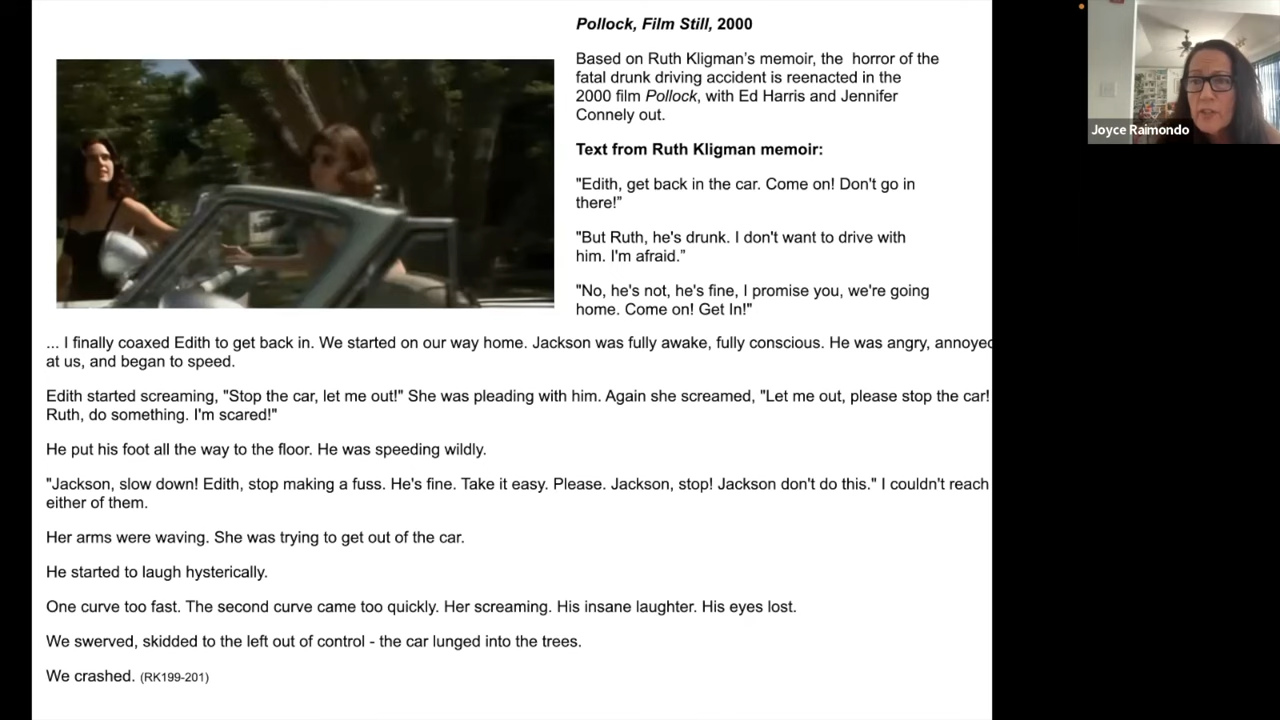 Pollock, Film Still, 2000
Based on Ruth Kligman's memoir, the  horror of the
fatal drunk driving accident is reenacted in the
2000 film Pollock, with Ed Harris and Jennifer
Connely out.
Text from Ruth Kligman memoir:
"Edith, get back in the car. Come on! Don't go in
there!"
"But Ruth, he's drunk. I don't want to drive with
him. I'm afraid."
"No, he's not, he's fine, I promise you, we're going
home. Come on! Get In!"
... I finally coaxed Edith to get back in. We started on our way home. Jackson was fully awake, fully conscious. He was angry, annoyed
at us, and began to speed.
Edith started screaming, "Stop the car, let me out!" She was pleading with him. Again she screamed, "Let me out, please stop the car!
Ruth, do something. I'm scared!"
He put his foot all the way to the floor. He was speeding wildly.
"Jackson, slow down! Edith, stop making a fuss. He's fine. Take it easy. Please. Jackson, stop! Jackson don't do this." I couldn't reach
either of them.
Her arms were waving. She was trying to get out of the car.
He started to laugh hysterically.
One curve too fast. The second curve came too quickly. Her screaming. His insane laughter. His eyes lost.
We swerved, skidded to the left out of control - the car lunged into the trees.
We crashed. (RK199-201)
Joyce Raimondo